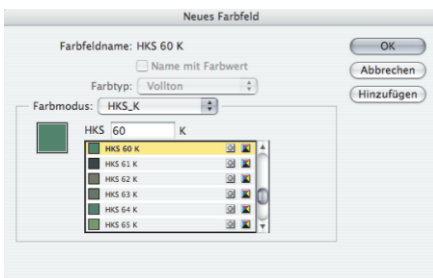 Neues Farbfeld
Farbfeldname: HKS 60 K
OK
Name mit Farbwert
Abbrechen
Farbtyp: Vollton
Hinzufügen
Farbmodus: HKS_K
HKS 60 K
HKS 60 K
HKS 61 K
HKS 62 K
HKS 63 K
HKS 64 K
HKS 65 K